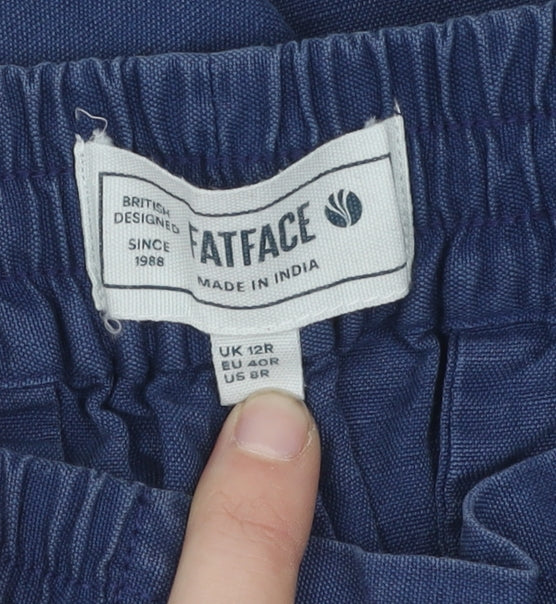 BRITISH
DESIGNED
SINCE
1988
FATFACE
MADE IN INDIA
UK 12R
EU 40R
US 8R